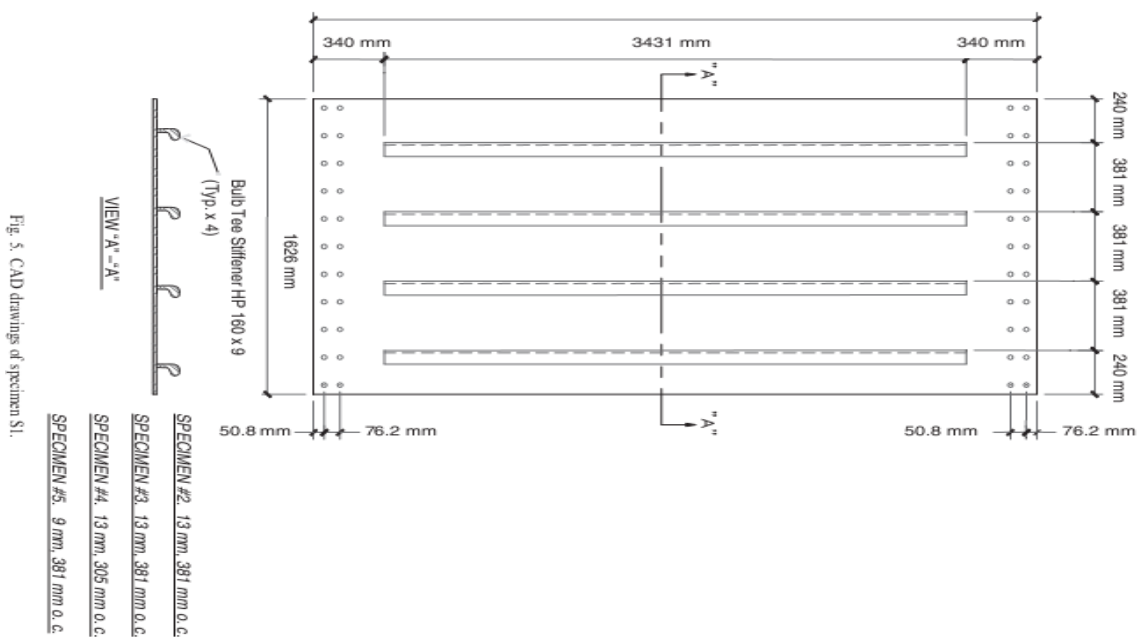 340 mm
3431 mm
340 mm
"A"
240 mm
381 mm
381 mm
381 mm
240 mm
Bulb Tee Stiffener HP 160 x 9
(Typ. x 4)
1626 mm
VIEW "A" – "A"
50.8 mm
76.2 mm
"A"
50.8 mm
76.2 mm
SPECIMEN #2. 13 mm, 381 mm o. c.
SPECIMEN #3. 13 mm, 381 mm o. c.
SPECIMEN #4. 13 mm, 305 mm o. c.
SPECIMEN #5. 9 mm, 381 mm o. c.
Fig. 5. CAD drawings of specimen S1.